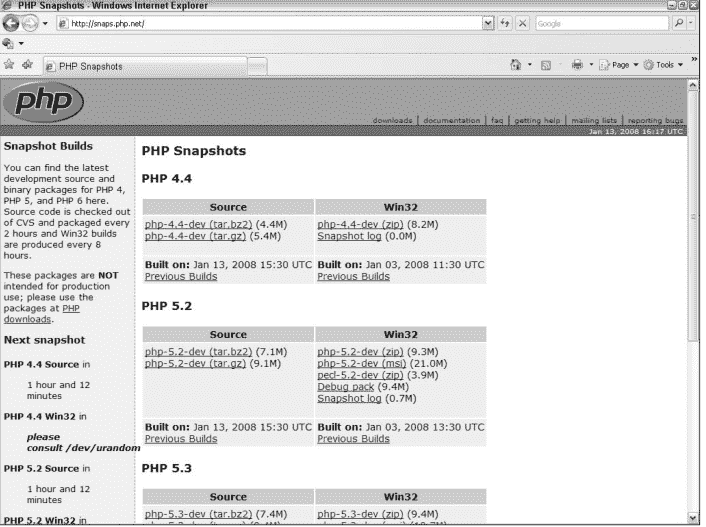 PHP Snapshots - Windows Internet Explorer
http://snaps.php.net/
Google
PHP Snapshots
Page
Tools
php
downloads | documentation | faq | getting help | mailing lists | reporting bugs
Jan 13, 2008 16:17 UTC
Snapshot Builds
You can find the latest
development source and
binary packages for PHP 4,
PHP 5, and PHP 6 here.
Source code is checked out
of CVS and packaged every
2 hours and Win32 builds
are produced every 8
hours.
These packages are NOT
intended for production
use; please use the
packages at PHP
downloads.
Next snapshot
PHP 4.4 Source in
1 hour and 12
minutes
PHP 4.4 Win32 in
please
consult /dev/urandom
PHP 5.2 Source in
1 hour and 12
minutes
PHP 5.2 Win32 in
PHP Snapshots
PHP 4.4
Source Win32
php-4.4-dev (tar.bz2) (4.4M) php-4.4-dev (zip) (8.2M)
php-4.4-dev (tar.gz) (5.4M) Snapshot log (0.0M)
Built on: Jan 13, 2008 15:30 UTC Built on: Jan 03, 2008 11:30 UTC
Previous Builds Previous Builds
PHP 5.2
Source Win32
php-5.2-dev (tar.bz2) (7.1M) php-5.2-dev (zip) (9.3M)
php-5.2-dev (tar.gz) (9.1M) php-5.2-dev (msi) (21.0M)
pecl-5.2-dev (zip) (3.9M)
Debug pack (9.4M)
Snapshot log (0.7M)
Built on: Jan 13, 2008 15:30 UTC Built on: Jan 03, 2008 13:30 UTC
Previous Builds Previous Builds
PHP 5.3
Source Win32
php-5.3-dev (tar.bz2) (7.4M) php-5.3-dev (zip) (9.4M)